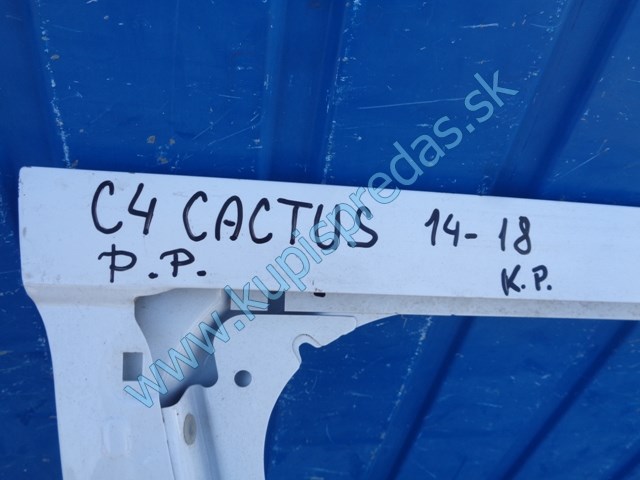 C4 CACTUS 14-18
P.P. K.P.
www.kupispredas.sk